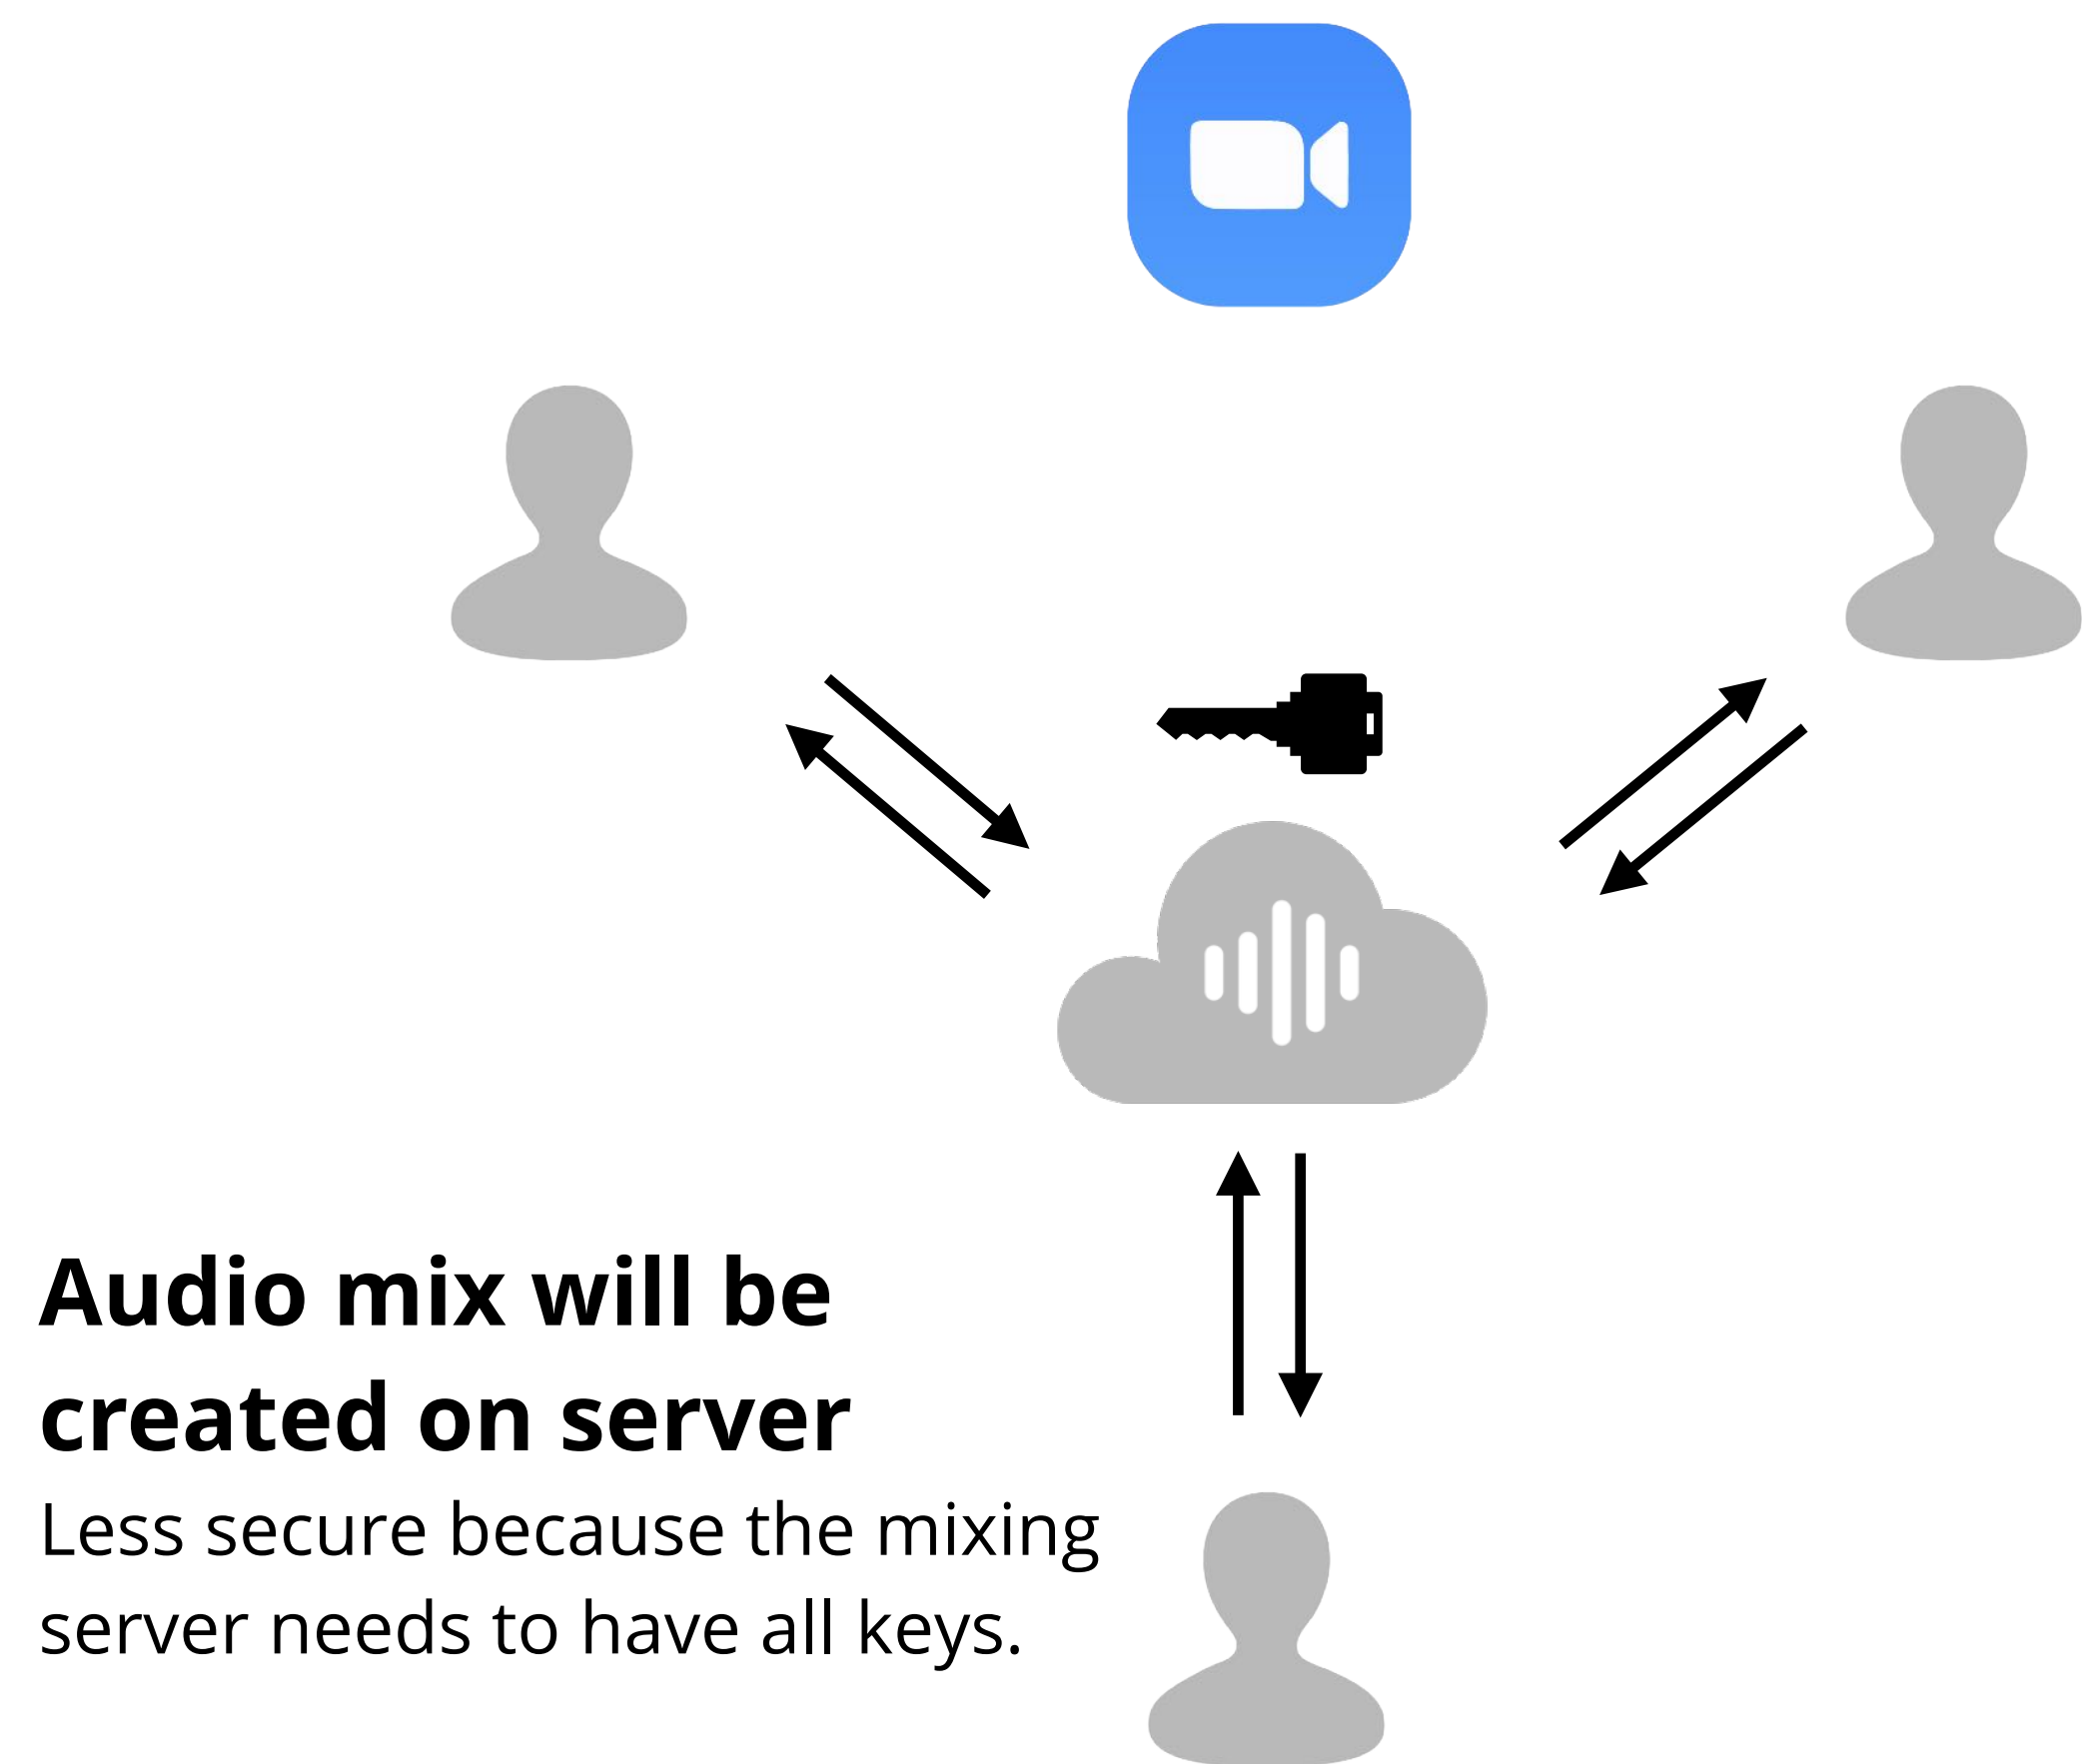 Audio mix will be
created on server
Less secure because the mixing
server needs to have all keys.